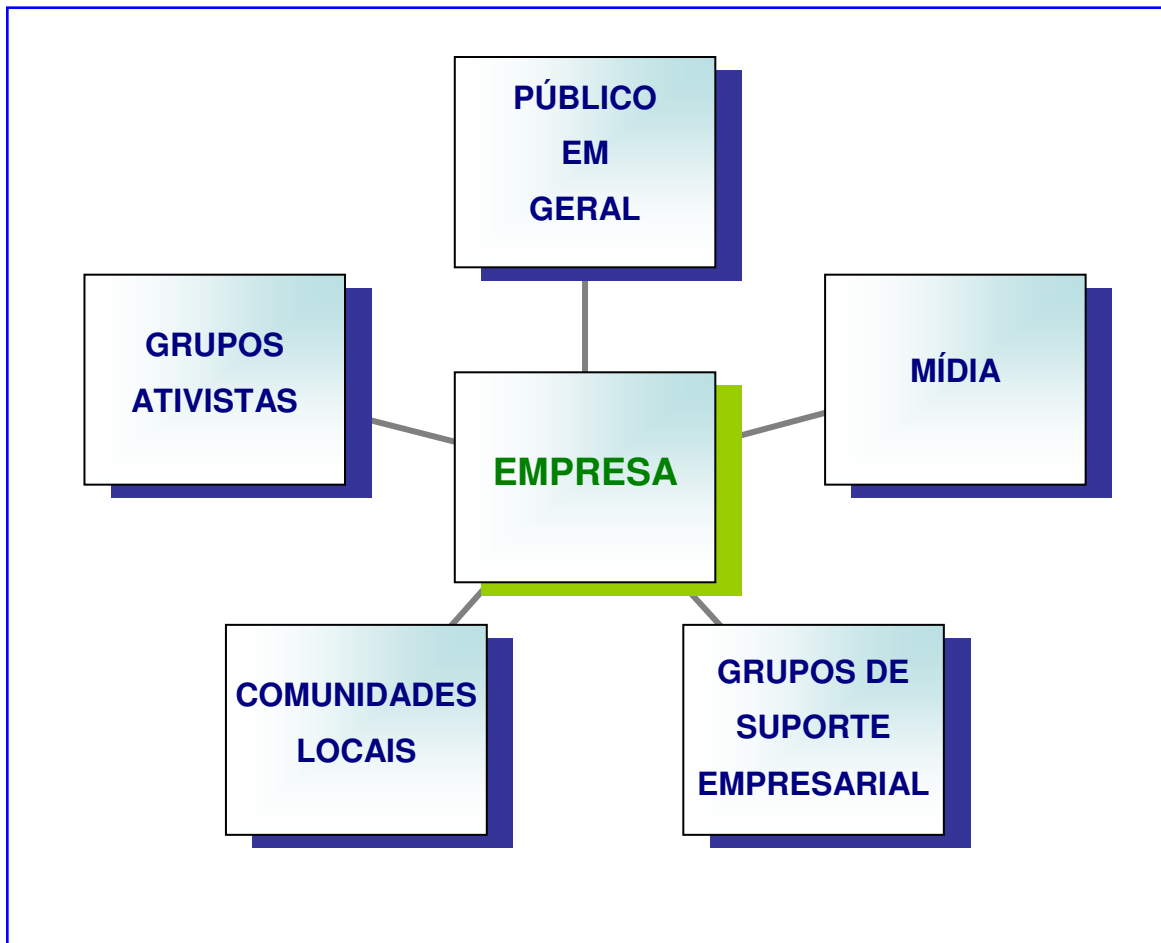 PÚBLICO
EM
GERAL
GRUPOS
ATIVISTAS
MÍDIA
EMPRESA
COMUNIDADES
LOCAIS
GRUPOS DE
SUPORTE
EMPRESARIAL